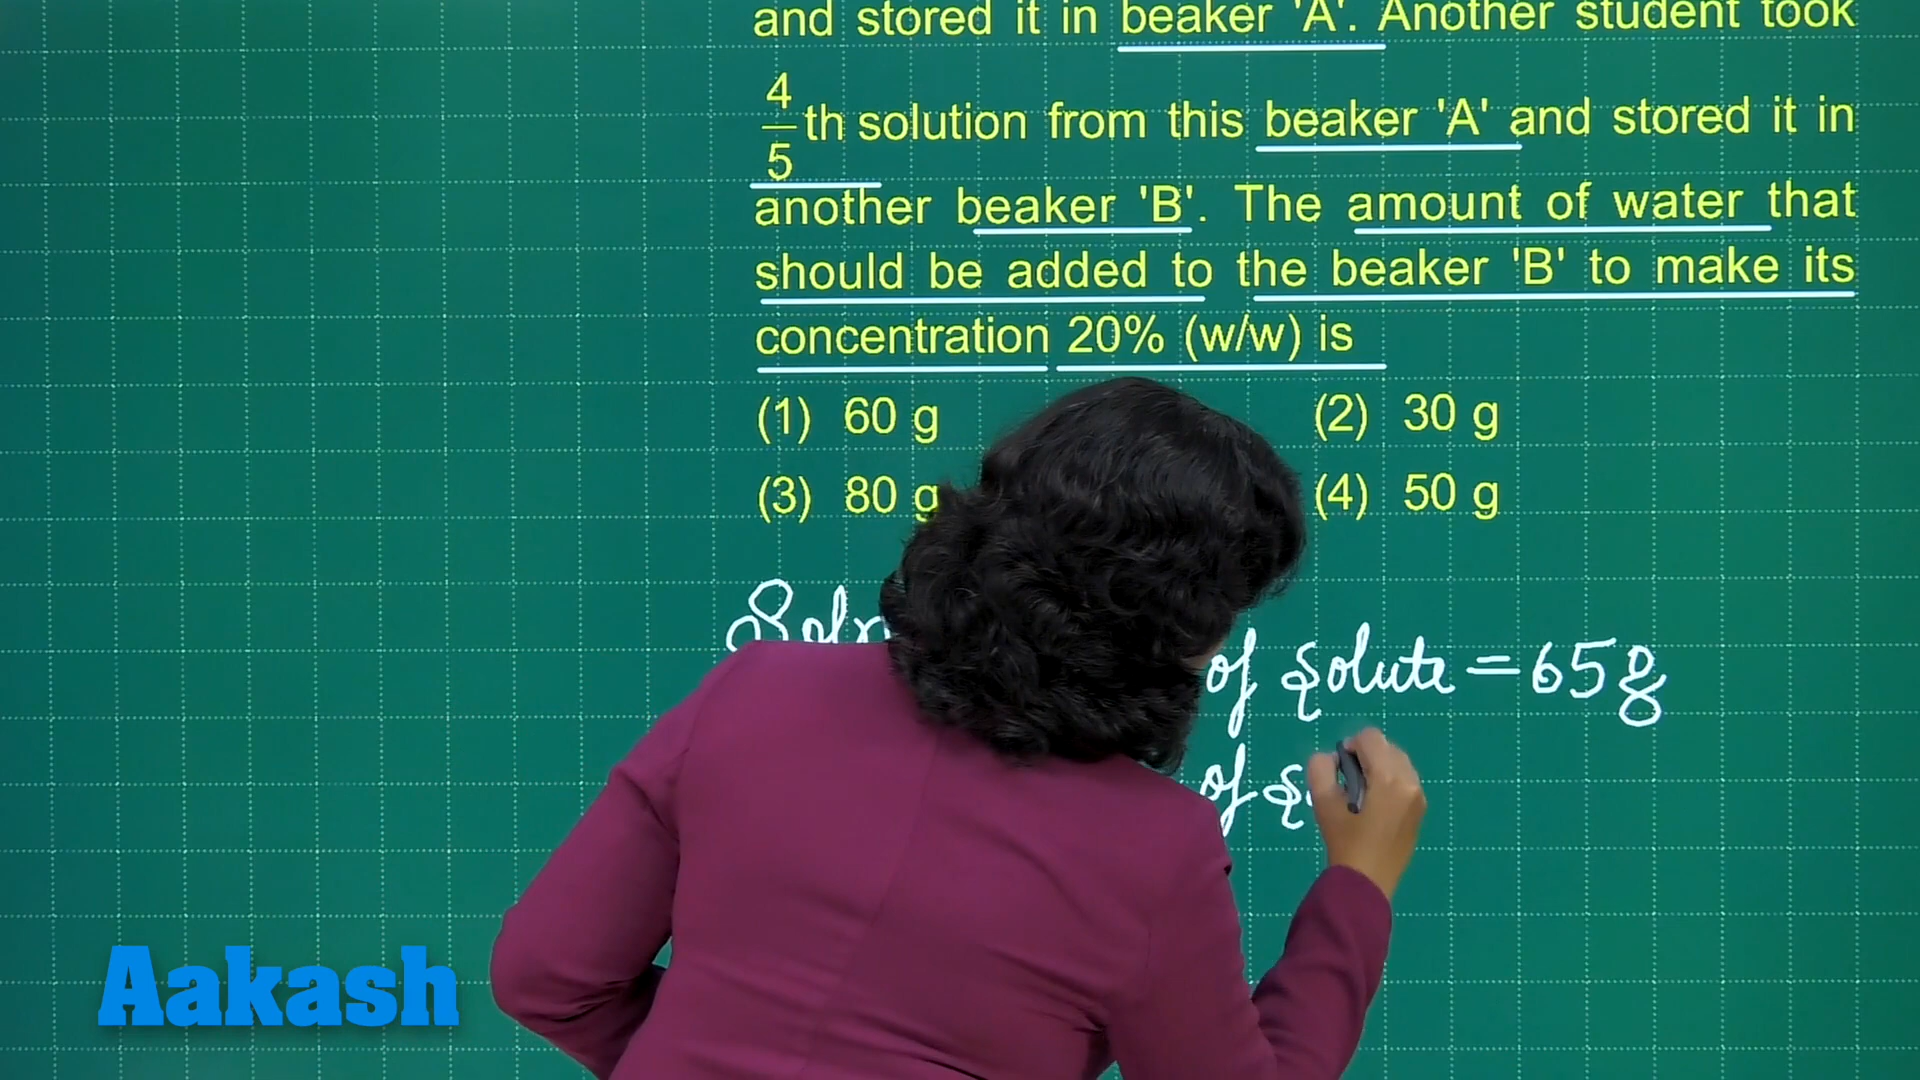 and stored it in beaker 'A'. Another student took
4/5 th solution from this beaker 'A' and stored it in
another beaker 'B'. The amount of water that
should be added to the beaker 'B' to make its
concentration 20% (w/w) is
(1) 60 g (2) 30 g
(3) 80 g (4) 50 g
of solute = 65g
of
Aakash